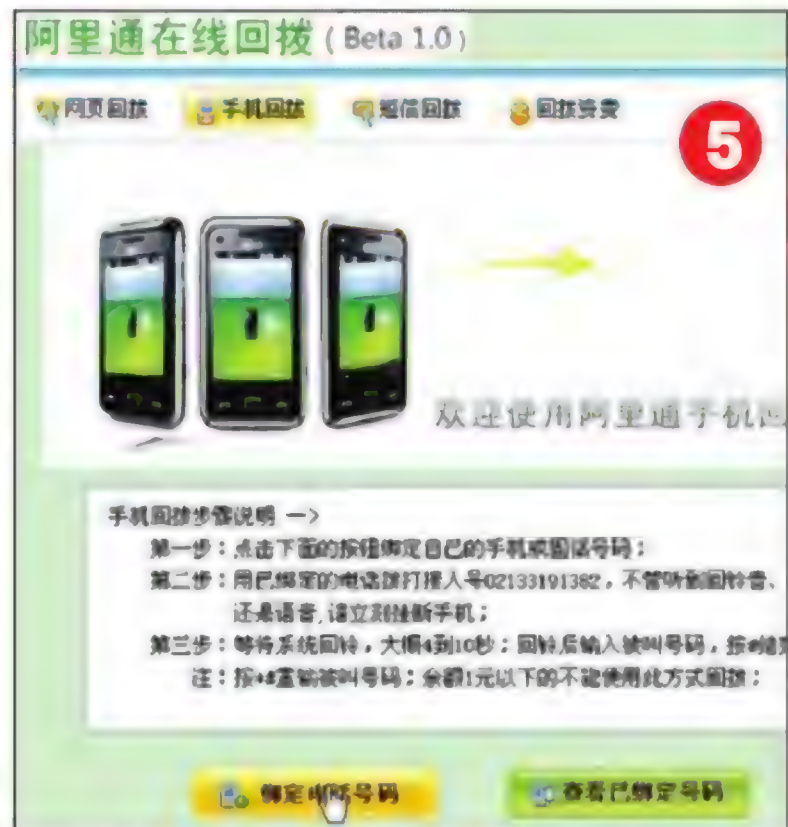 阿里通在线回拨(Beta 1.0)
网页回拨 手机回拨 短信回拨 回拨资费
5
欢迎使用阿里通手机
手机回拨步骤说明 —>
第一步:点击下面的按钮绑定自己的手机或固话号码;
第二步:用已绑定的电话拨打接入号02133191382,不管听到回铃音、
还是语音,请立刻挂断手机;
第三步:等待系统回铃,大概4到10秒;回铃后输入被叫号码,按#
注:按*#重输被叫号码;余额1元以下的不能使用此方式回拨;
绑定 号码 查看已绑定号码